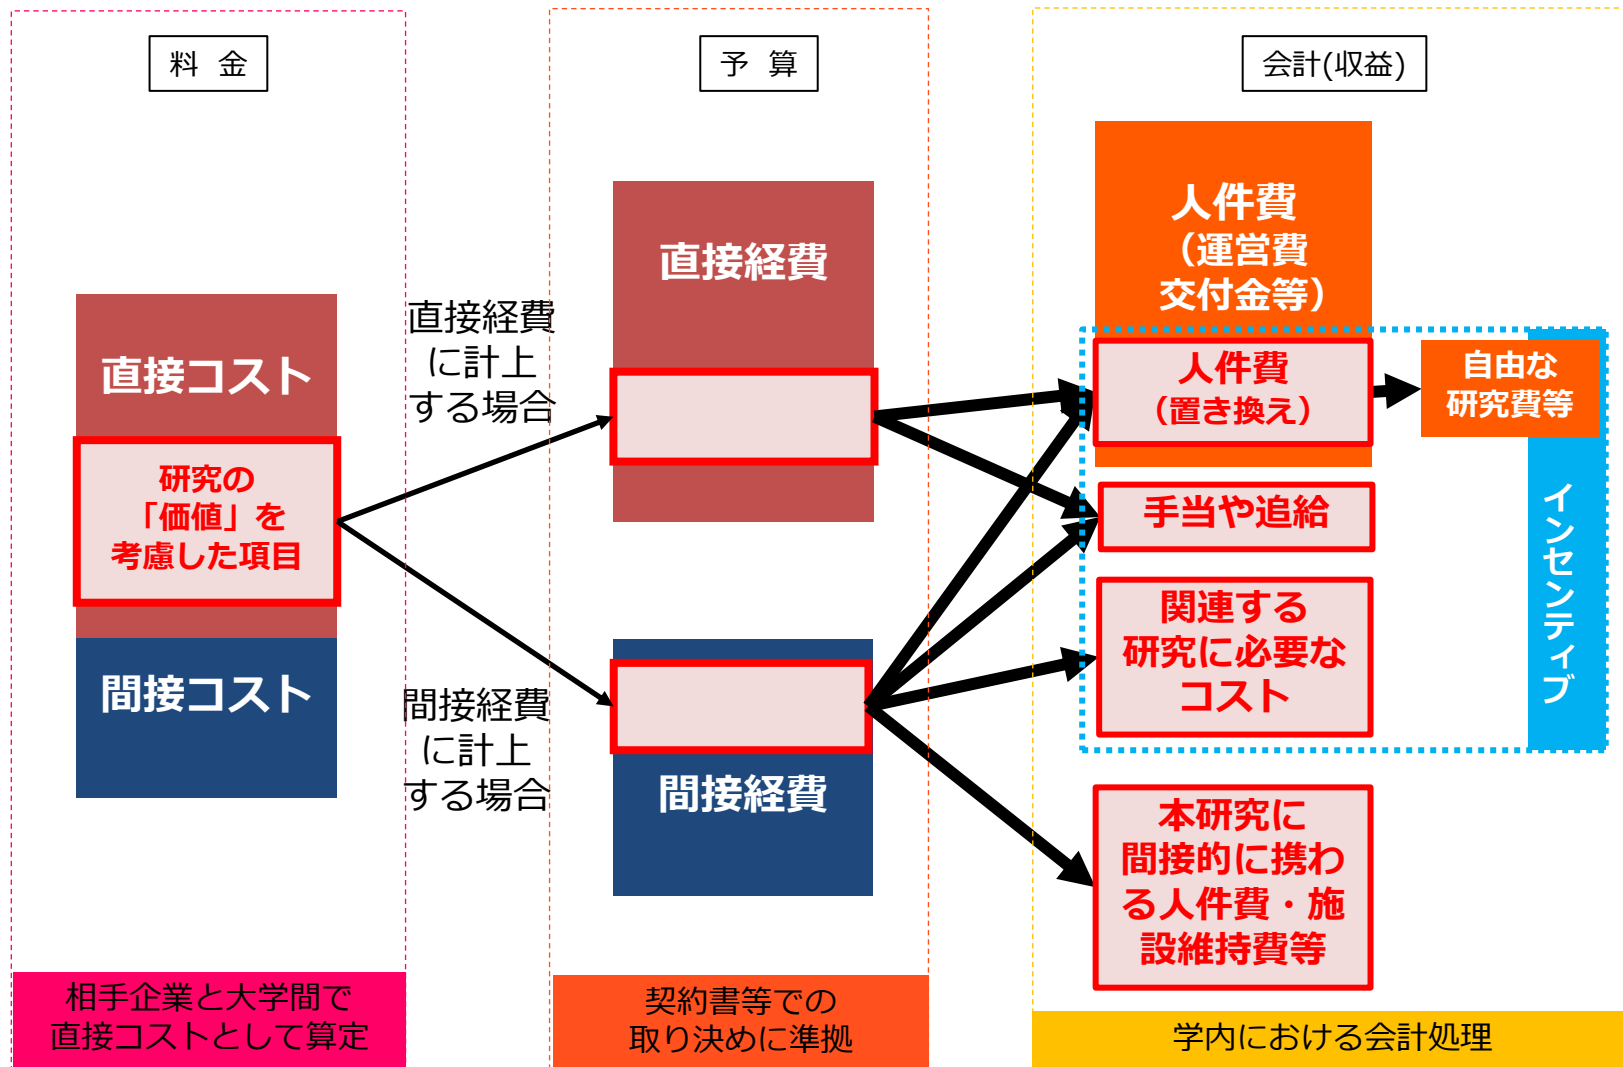 料 金
直接コスト
研究の
「価値」を
考慮した項目
間接コスト
相手企業と大学間で
直接コストとして算定
直接経費
に計上
する場合
間接経費
に計上
する場合
予 算
直接経費
間接経費
契約書等での
取り決めに準拠
会計(収益)
人件費
（運営費
交付金等）
人件費
（置き換え）
自由な
研究費等
手当や追給
関連する
研究に必要な
コスト
インセンティブ
本研究に
間接的に携わ
る人件費・施
設維持費等
学内における会計処理